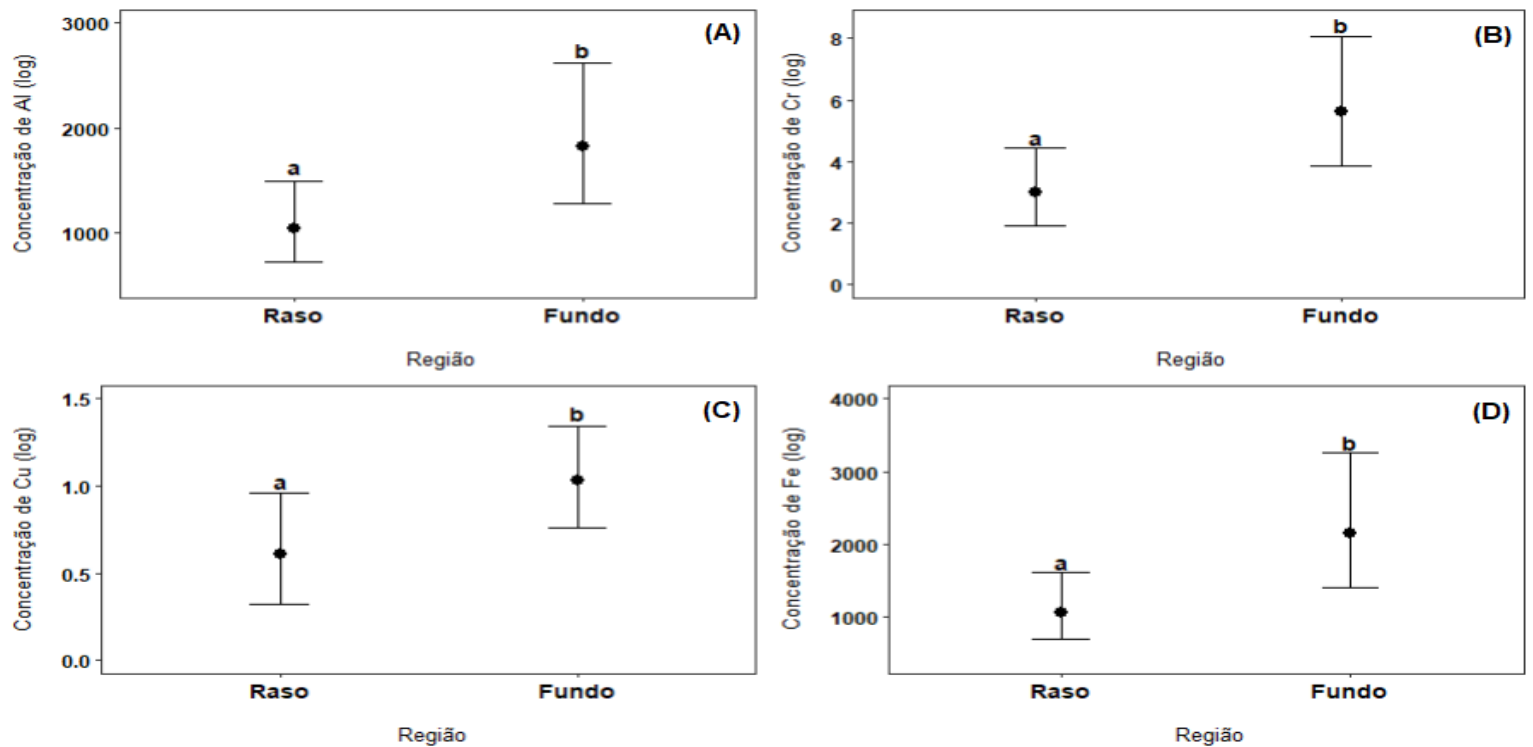 (A)
Concentração de Al (log)
3000
2000
1000
a
b
Raso
Fundo
Região
(B)
Concentração de Cr (log)
8
6
4
2
0
a
b
Raso
Fundo
Região
(C)
Concentração de Cu (log)
1.5
1.0
0.5
0.0
a
b
Raso
Fundo
Região
(D)
Concentração de Fe (log)
4000
3000
2000
1000
a
b
Raso
Fundo
Região